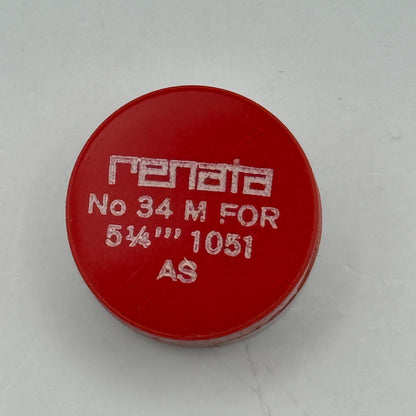 renata
No 34 M FOR
5¼''' 1051
AS